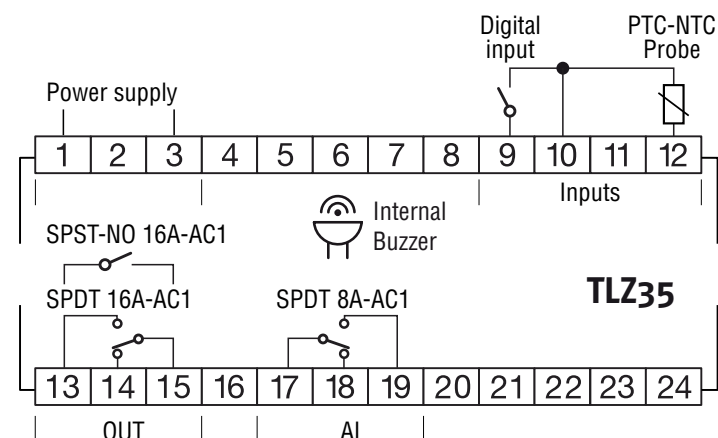 Digital
input
PTC-NTC
Probe
Power supply
1 2 3 4 5 6 7 8 9 10 11 12
Inputs
Internal
Buzzer
SPST-NO 16A-AC1
SPDT 16A-AC1
SPDT 8A-AC1
TLZ35
13 14 15 16 17 18 19 20 21 22 23 24
OUT
AL